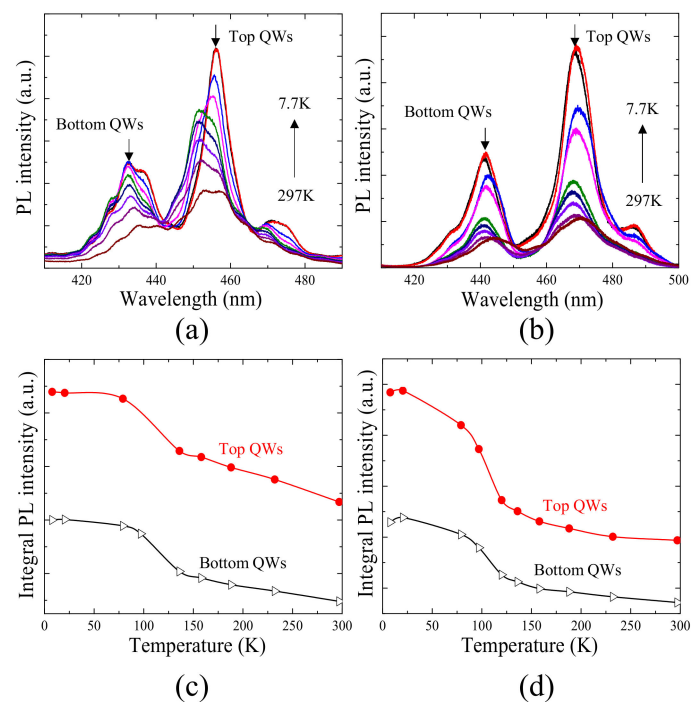 PL intensity (a.u.)
Top QWs
Bottom QWs
7.7K
297K
420
440
460
480
Wavelength (nm)
(a)
PL intensity (a.u.)
Top QWs
Bottom QWs
7.7K
297K
420
440
460
480
500
Wavelength (nm)
(b)
Integral PL intensity (a.u.)
Top QWs
Bottom QWs
0
50
100
150
200
250
300
Temperature (K)
(c)
Integral PL intensity (a.u.)
Top QWs
Bottom QWs
0
50
100
150
200
250
300
Temperature (K)
(d)